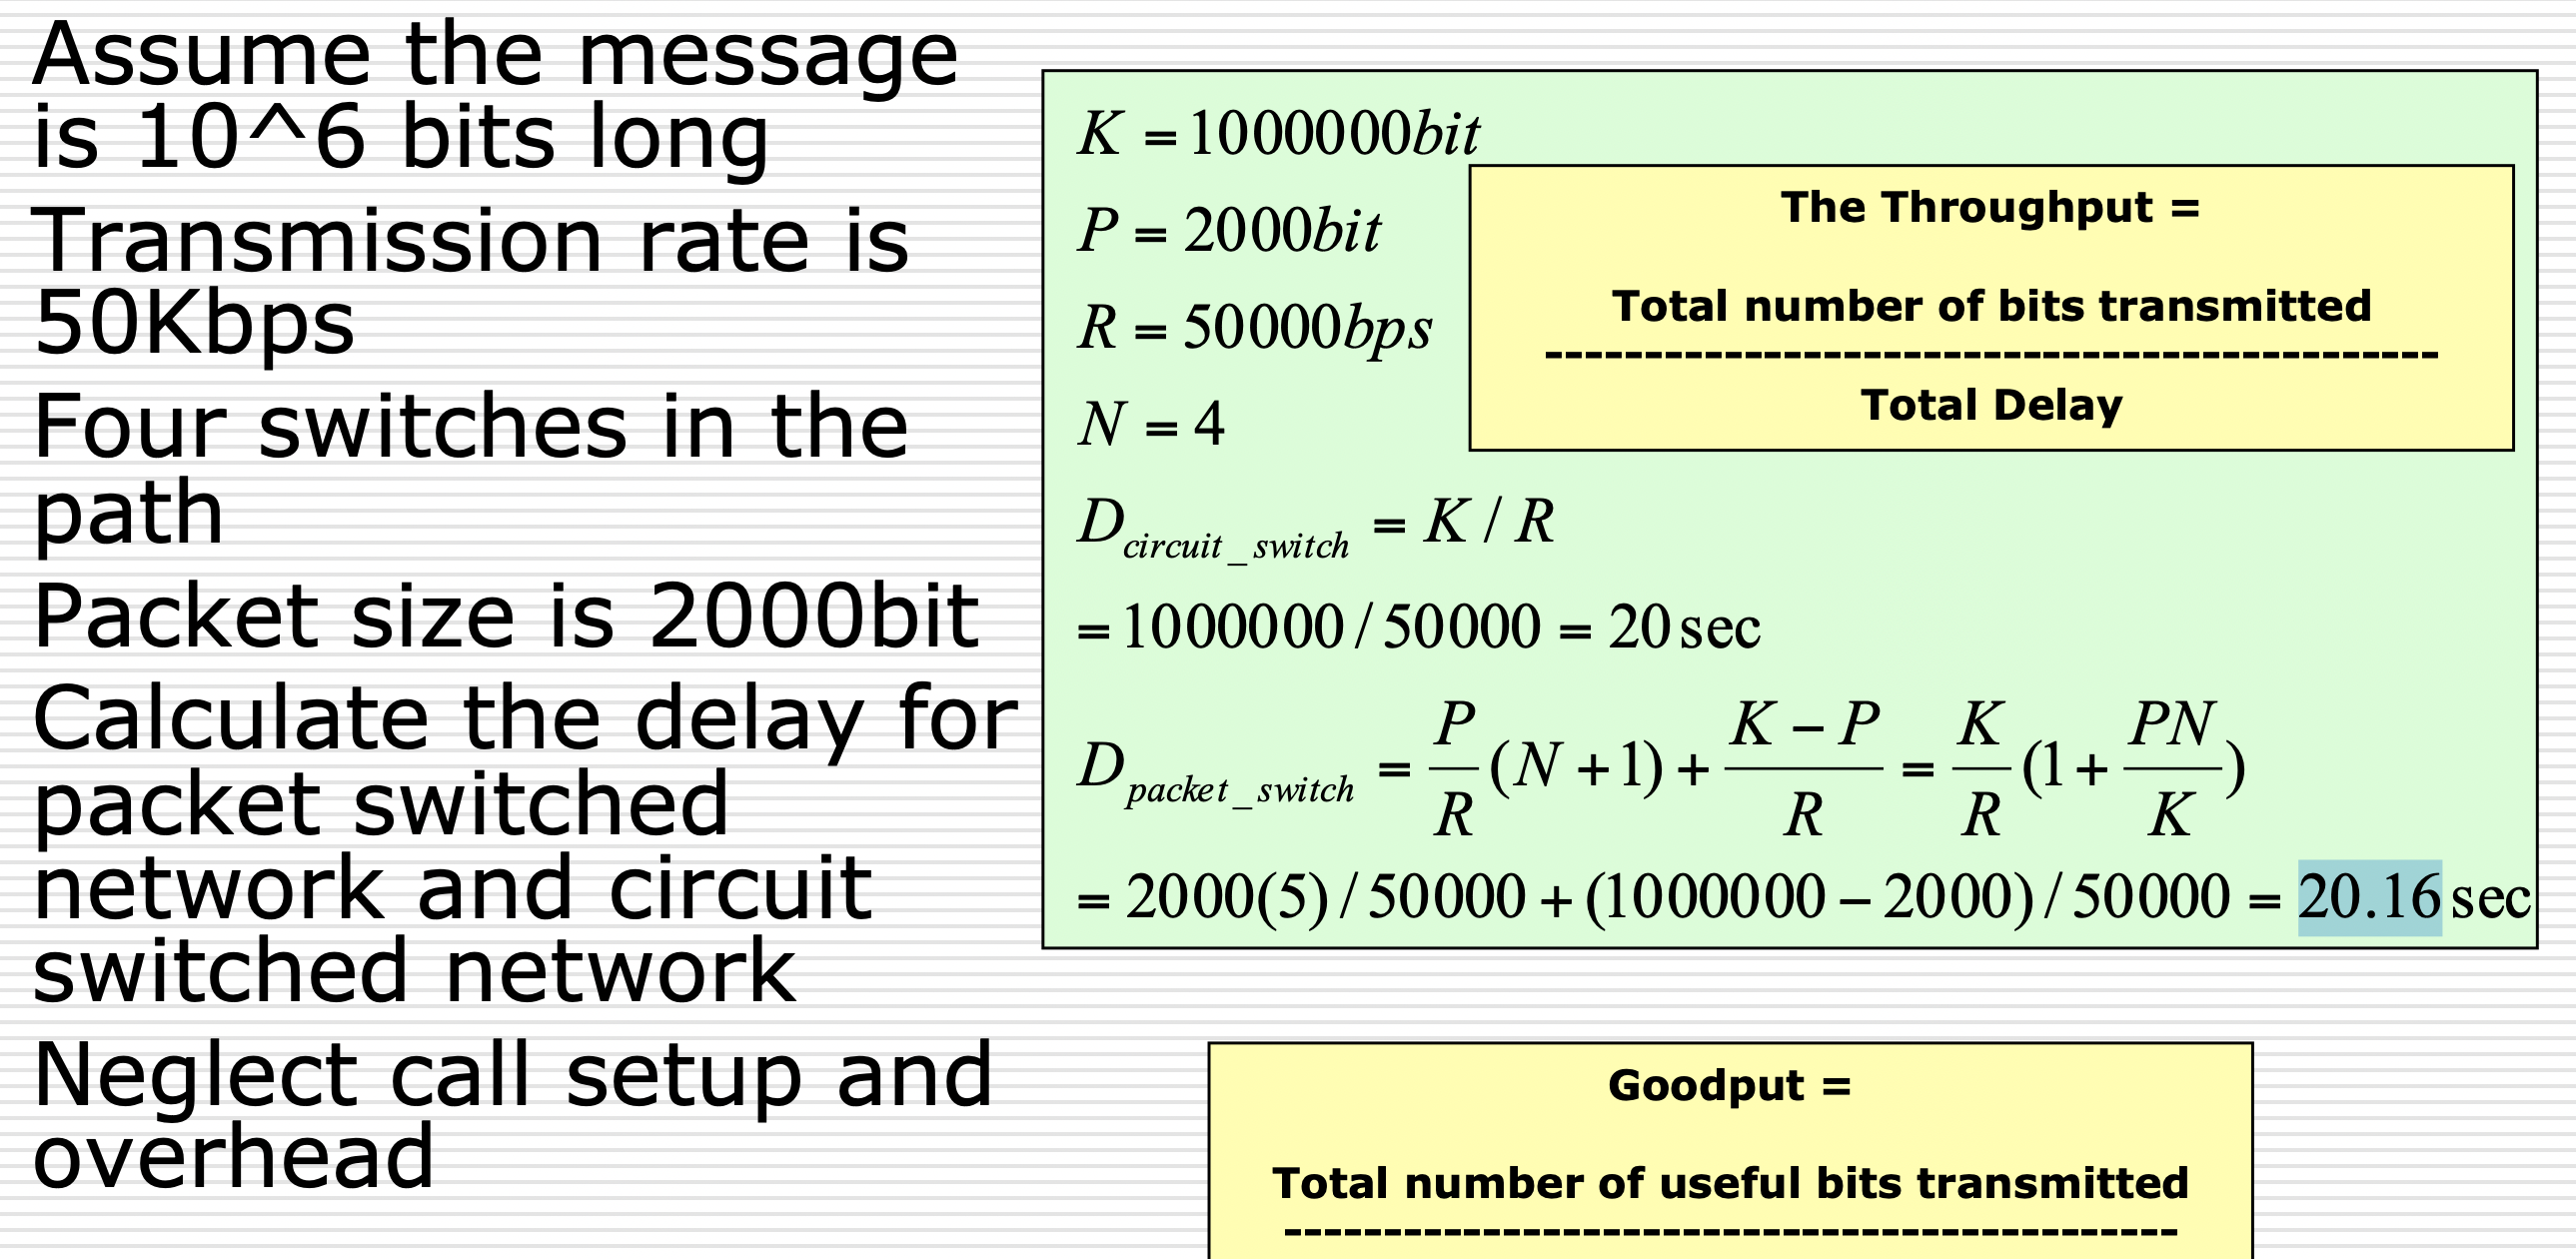 Assume the message
is 10^6 bits long
Transmission rate is
50Kbps
Four switches in the
path
Packet size is 2000bit
Calculate the delay for
packet switched
network and circuit
switched network
Neglect call setup and
overhead
K = 1000000bit
P = 2000bit
R = 50000bps
N = 4
The Throughput =
Total number of bits transmitted
---------------------------------------------
Total Delay
D_{circuit_switch} = K / R
= 1000000 / 50000 = 20 sec
D_{packet_switch} = \frac{P}{R}(N + 1) + \frac{K - P}{R} = \frac{K}{R}(1 + \frac{PN}{K})
= 2000(5) / 50000 + (1000000 - 2000) / 50000 = 20.16 sec
Goodput =
Total number of useful bits transmitted
---------------------------------------------